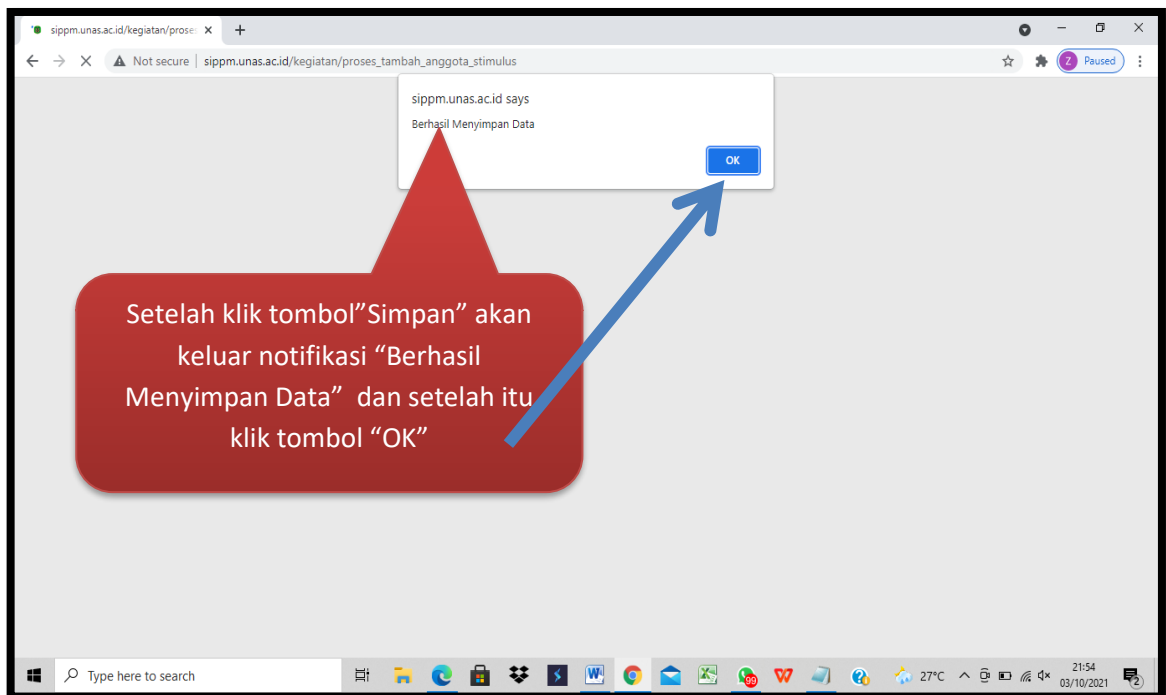 sippm.unas.ac.id/kegiatan/prose
Not secure | sippm.unas.ac.id/kegiatan/proses_tambah_anggota_stimulus
Z Paused
sippm.unas.ac.id says
Berhasil Menyimpan Data
OK
Setelah klik tombol”Simpan” akan
keluar notifikasi “Berhasil
Menyimpan Data”  dan setelah itu
klik tombol “OK”
Type here to search
99
27°C
21:54
03/10/2021
2